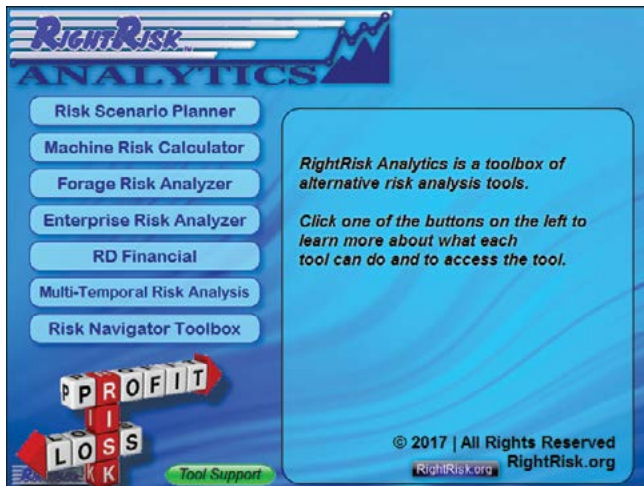 RIGHTRISK™
ANALYTICS
Risk Scenario Planner
Machine Risk Calculator
Forage Risk Analyzer
Enterprise Risk Analyzer
RD Financial
Multi-Temporal Risk Analysis
Risk Navigator Toolbox
RightRisk Analytics is a toolbox of
alternative risk analysis tools.
Click one of the buttons on the left to
learn more about what each
tool can do and to access the tool.
PROFIT
RISK
LOSS
Tool Support
© 2017 | All Rights Reserved
RightRisk.org
RightRisk.org